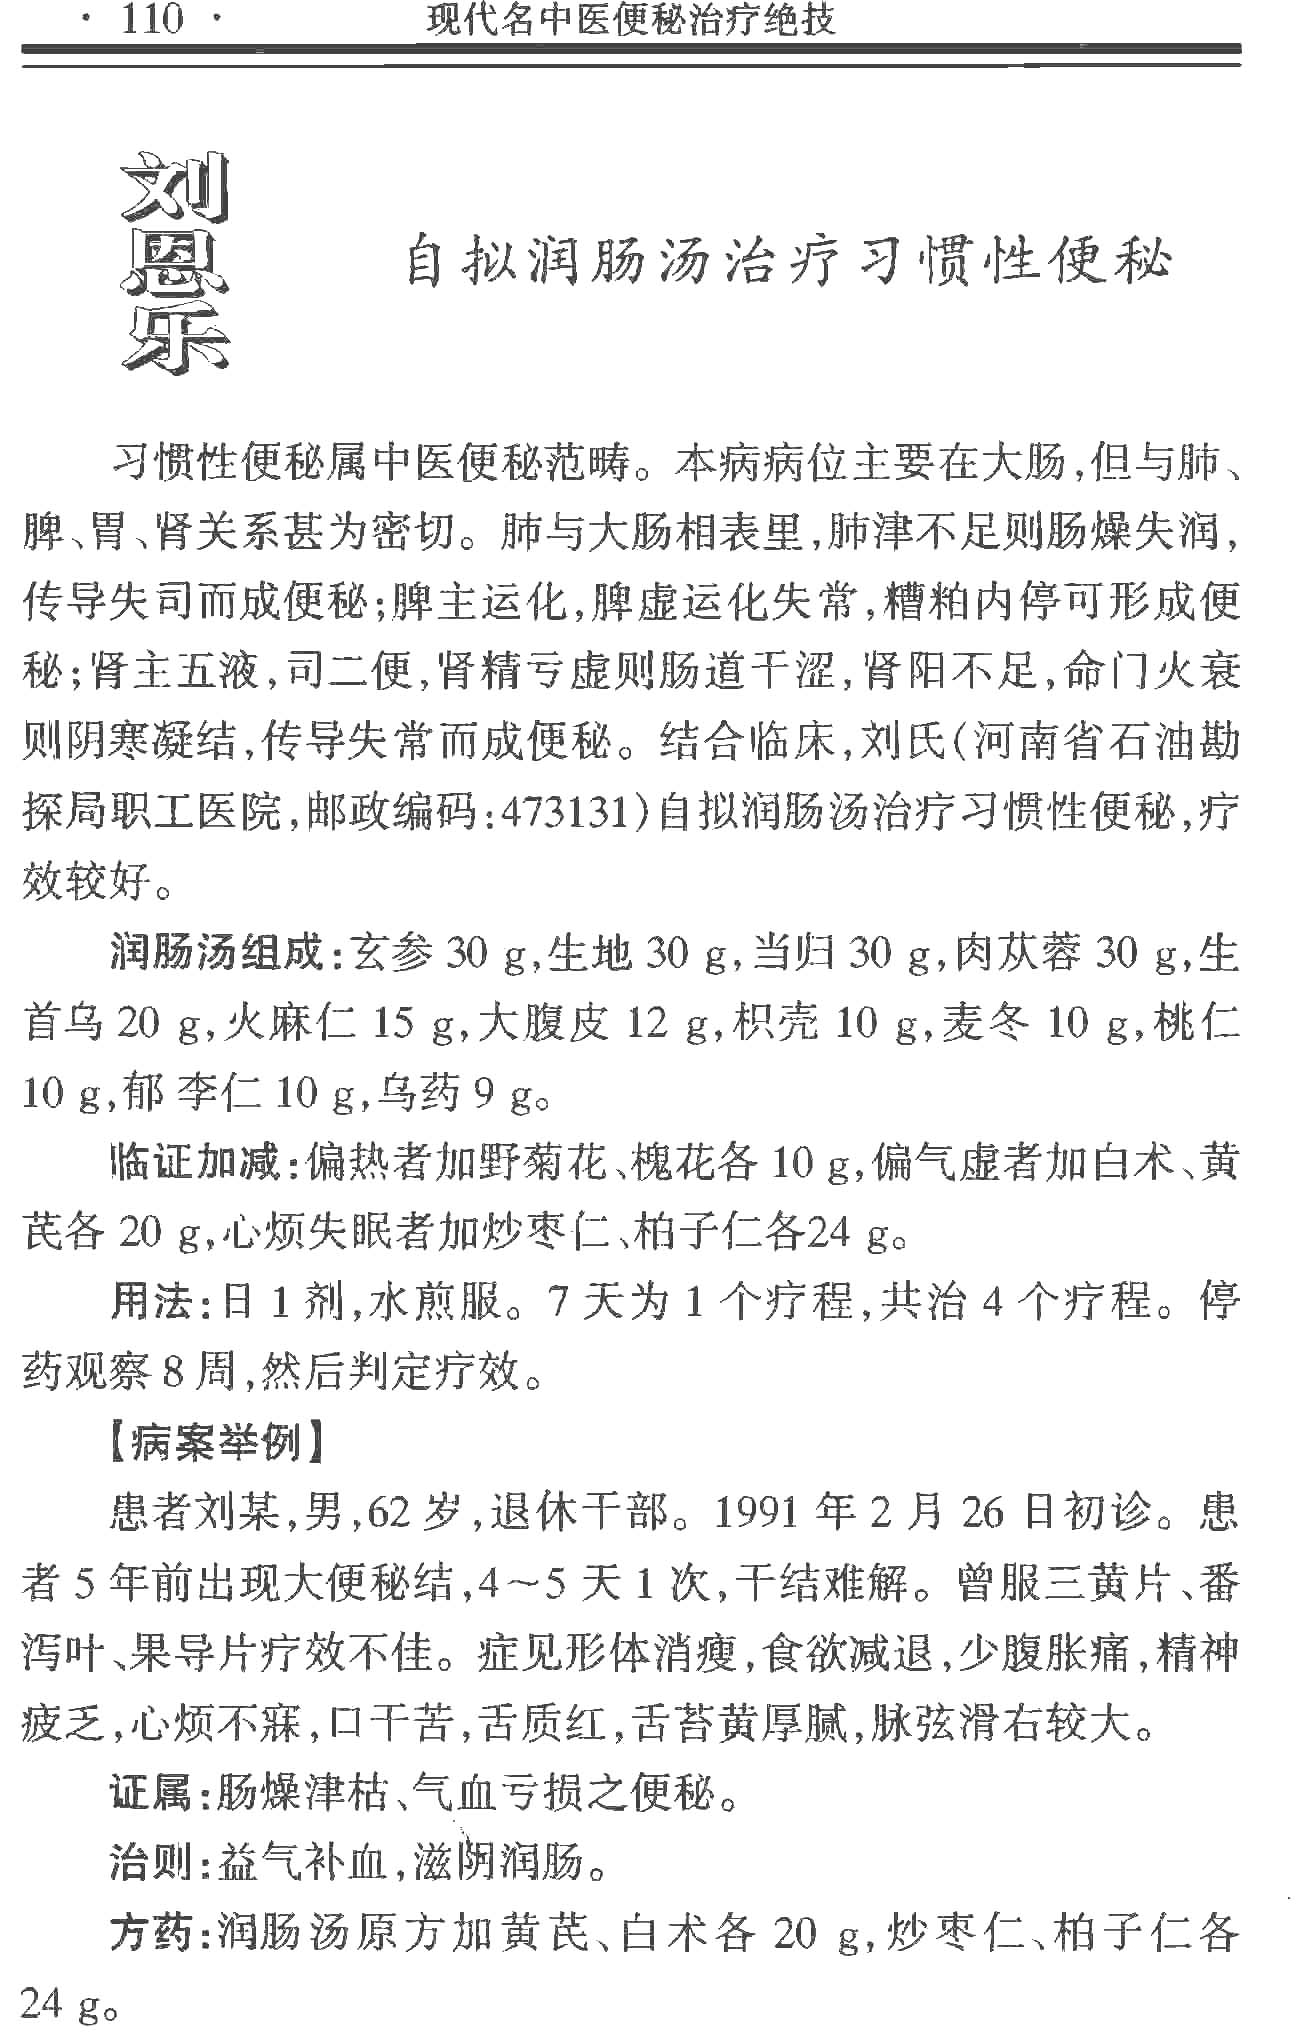 · 110 ·
现代名中医便秘治疗绝技
刘恩乐
自拟润肠汤治疗习惯性便秘
习惯性便秘属中医便秘范畴。本病病位主要在大肠,但与肺、
脾、胃、肾关系甚为密切。肺与大肠相表里,肺津不足则肠燥失润,
传导失司而成便秘;脾主运化,脾虚运化失常,糟粕内停可形成便
秘;肾主五液,司二便,肾精亏虚则肠道干涩,肾阳不足,命门火衰
则阴寒凝结,传导失常而成便秘。结合临床,刘氏(河南省石油勘
探局职工医院,邮政编码:473131)自拟润肠汤治疗习惯性便秘,疗
效较好。
润肠汤组成:玄参 30 g,生地 30 g,当归 30 g,肉苁蓉 30 g,生
首乌 20 g,火麻仁 15 g,大腹皮 12 g,枳壳 10 g,麦冬 10 g,桃仁
10 g,郁李仁 10 g,乌药 9 g。
临证加减:偏热者加野菊花、槐花各 10 g,偏气虚者加白术、黄
芪各 20 g,心烦失眠者加炒枣仁、柏子仁各24 g。
用法:日 1 剂,水煎服。7 天为 1 个疗程,共治 4 个疗程。停
药观察 8 周,然后判定疗效。
【病案举例】
患者刘某,男,62 岁,退休干部。1991 年 2 月 26 日初诊。患
者 5 年前出现大便秘结,4～5 天 1 次,干结难解。曾服三黄片、番
泻叶、果导片疗效不佳。症见形体消瘦,食欲减退,少腹胀痛,精神
疲乏,心烦不寐,口干苦,舌质红,舌苔黄厚腻,脉弦滑右较大。
证属:肠燥津枯、气血亏损之便秘。
治则:益气补血,滋阴润肠。
方药:润肠汤原方加黄芪、白术各 20 g,炒枣仁、柏子仁各
24 g。